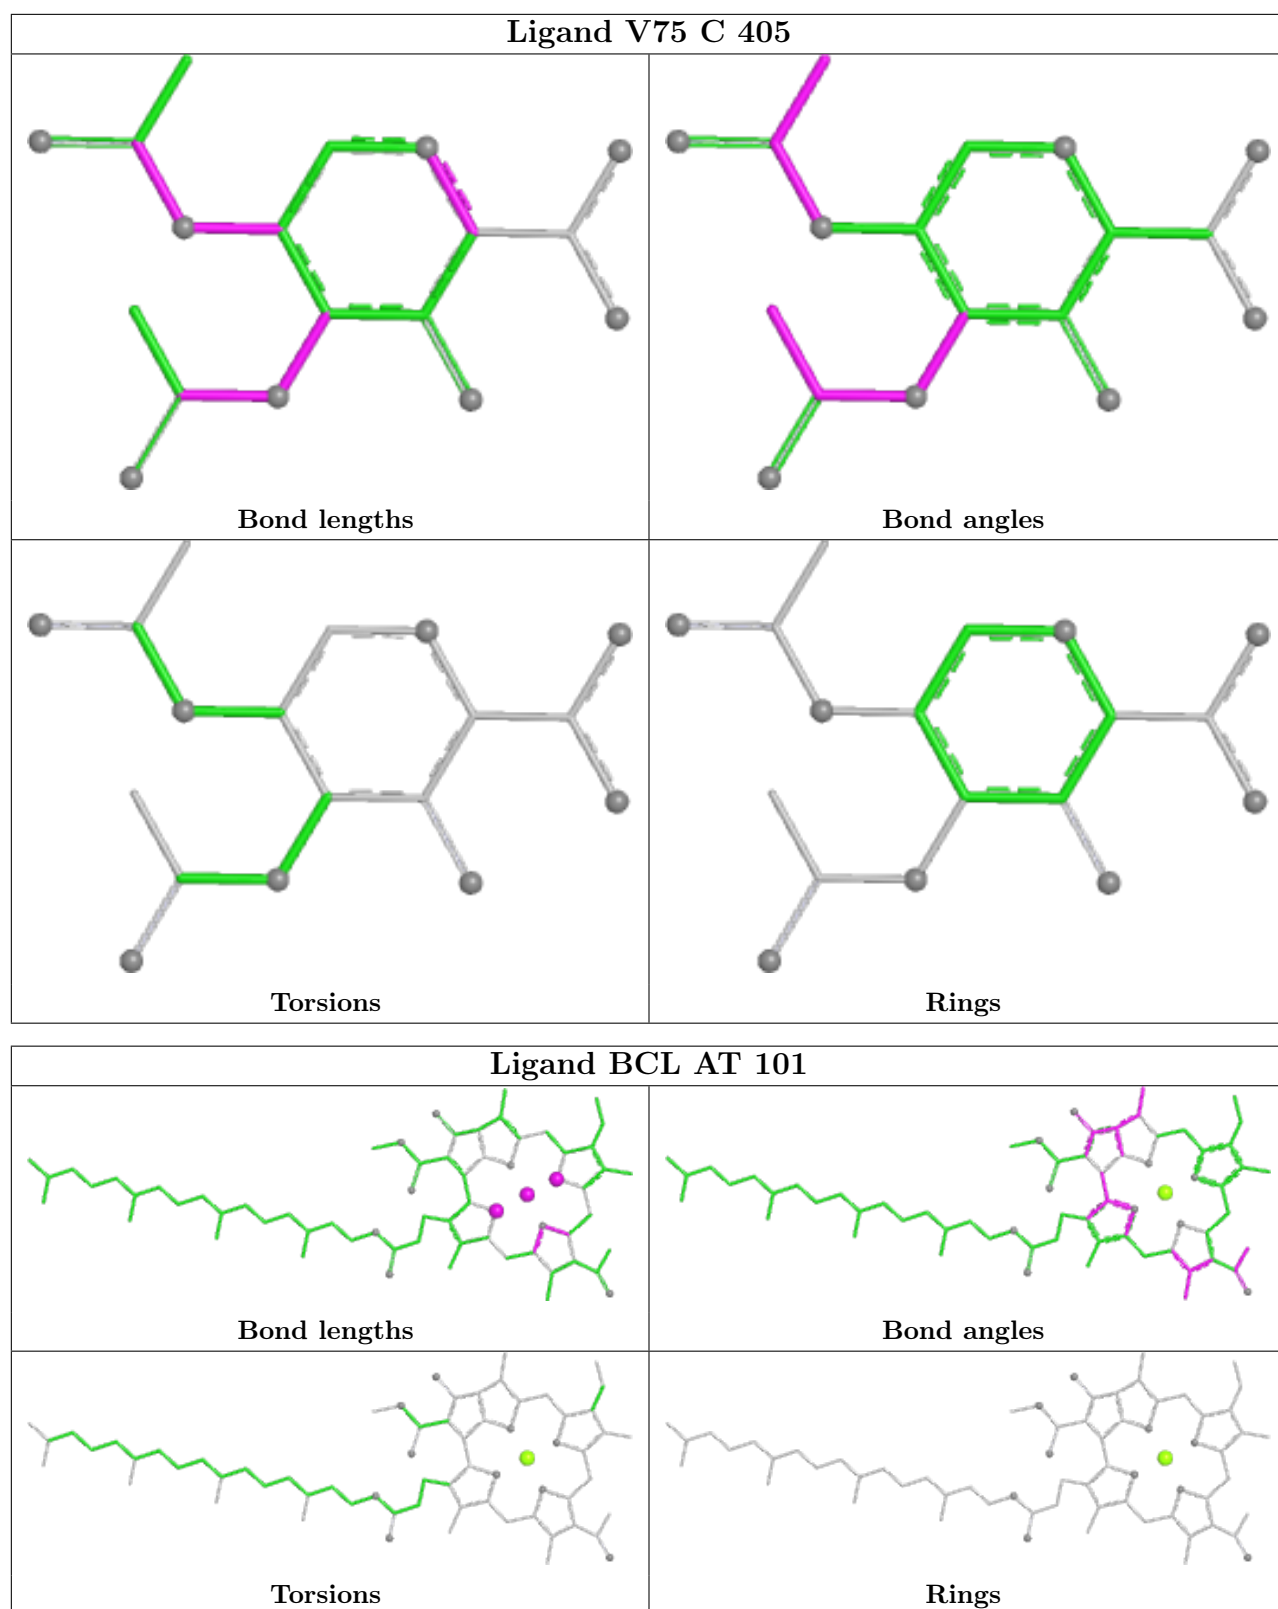 Ligand V75 C 405
Bond lengths
Bond angles
Torsions
Rings
Ligand BCL AT 101
Bond lengths
Bond angles
Torsions
Rings